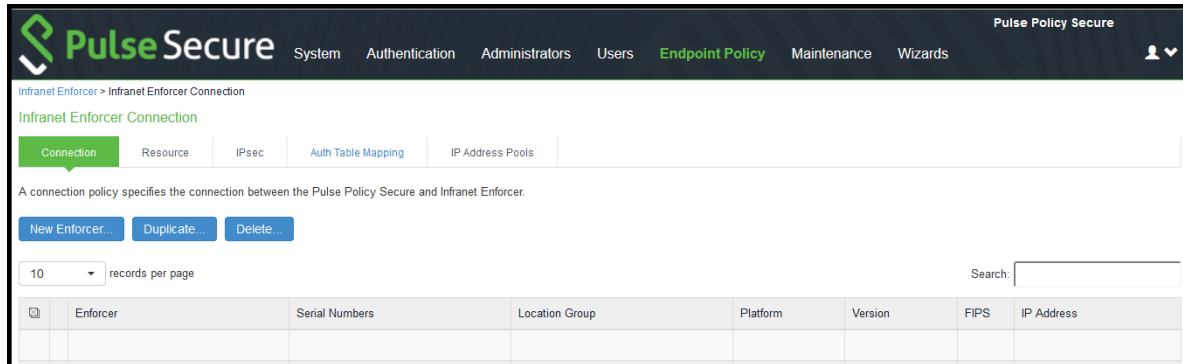 Pulse Policy Secure
Pulse Secure System Authentication Administrators Users Endpoint Policy Maintenance Wizards
Infranet Enforcer > Infranet Enforcer Connection
Infranet Enforcer Connection
Connection Resource IPsec Auth Table Mapping IP Address Pools
A connection policy specifies the connection between the Pulse Policy Secure and Infranet Enforcer.
New Enforcer... Duplicate... Delete...
10 records per page Search:
Enforcer Serial Numbers Location Group Platform Version FIPS IP Address